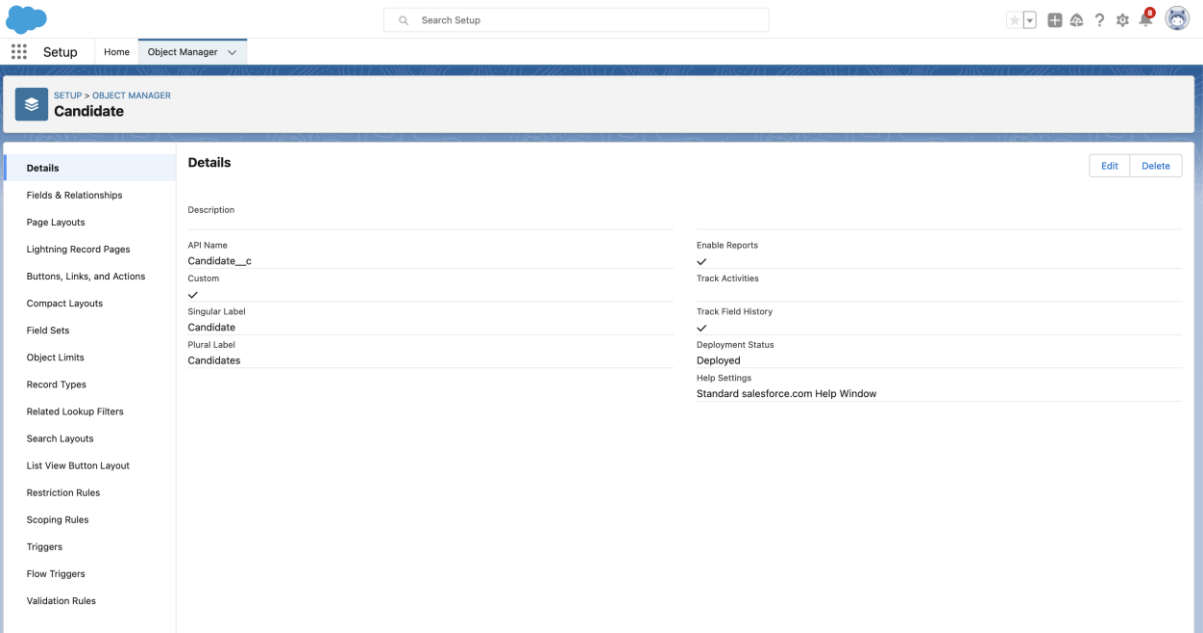 Search Setup
8
Setup
Home
Object Manager
SETUP > OBJECT MANAGER
Candidate
Details
Fields & Relationships
Page Layouts
Lightning Record Pages
Buttons, Links, and Actions
Compact Layouts
Field Sets
Object Limits
Record Types
Related Lookup Filters
Search Layouts
List View Button Layout
Restriction Rules
Scoping Rules
Triggers
Flow Triggers
Validation Rules
Details
Edit
Delete
Description
API Name
Candidate__c
Custom
Singular Label
Candidate
Plural Label
Candidates
Enable Reports
Track Activities
Track Field History
Deployment Status
Deployed
Help Settings
Standard salesforce.com Help Window